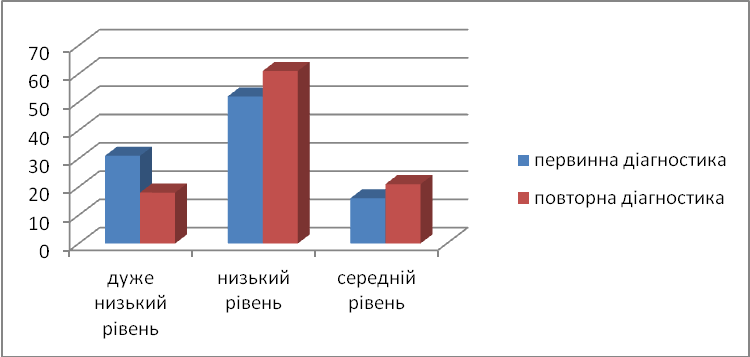 70
60
50
40
30
20
10
0
дуже
низький
рівень
низький
рівень
середній
рівень
первинна діагностика
повторна діагностика